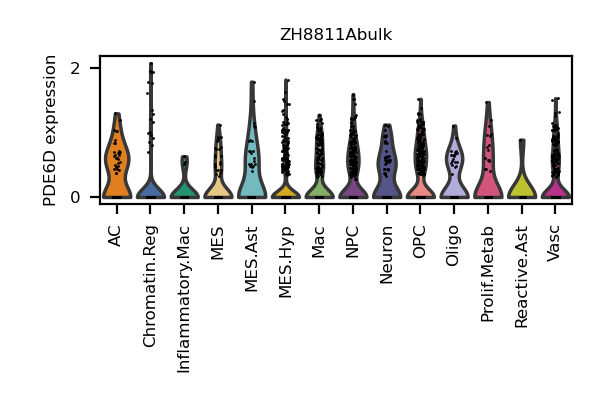 ZH8811Abulk
PDE6D expression
2
0
AC
Chromatin.Reg
Inflammatory.Mac
MES
MES.Ast
MES.Hyp
Mac
NPC
Neuron
OPC
Oligo
Prolif.Metab
Reactive.Ast
Vasc